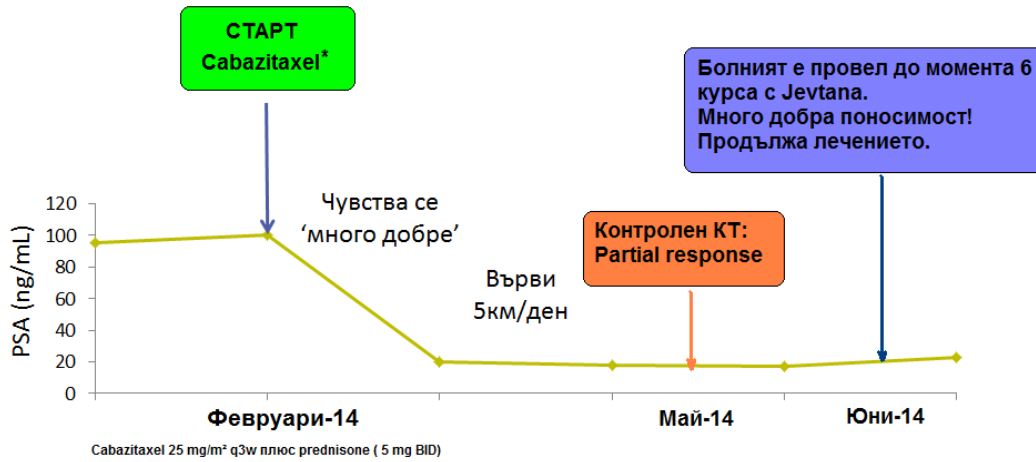 СТАРТ
Cabazitaxel*
Болният е провел до момента 6
курса с Jevtana.
Много добра поносимост!
Продължа лечението.
Чувства се
‘много добре’
Контролен КТ:
Partial response
Върви
5км/ден
PSA (ng/mL)
120
100
80
60
40
20
0
Февруари-14
Май-14
Юни-14
Cabazitaxel 25 mg/m² q3w плюс prednisone ( 5 mg BID)